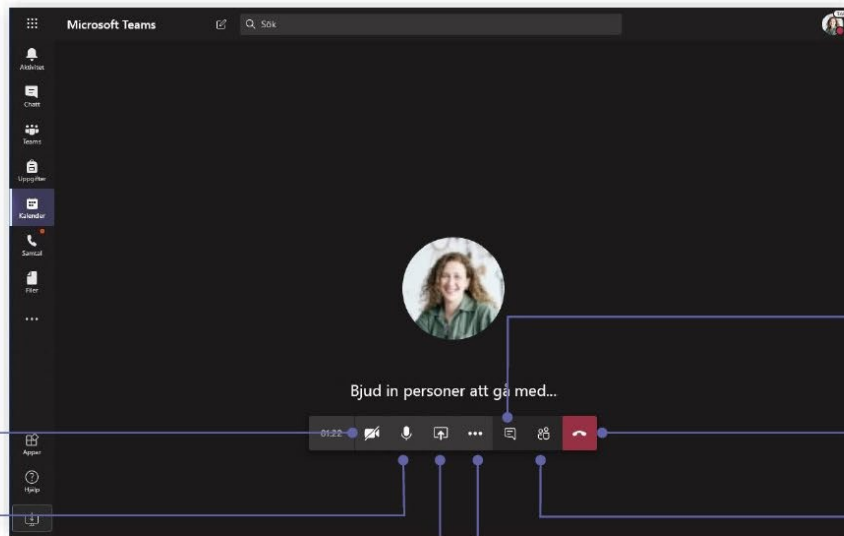 Microsoft Teams
Sök
Aktivitet
Chatt
Teams
Uppgifter
Kalender
Samtal
Filer
Bjud in personer att gå med...
01:22
Appar
Hjälp